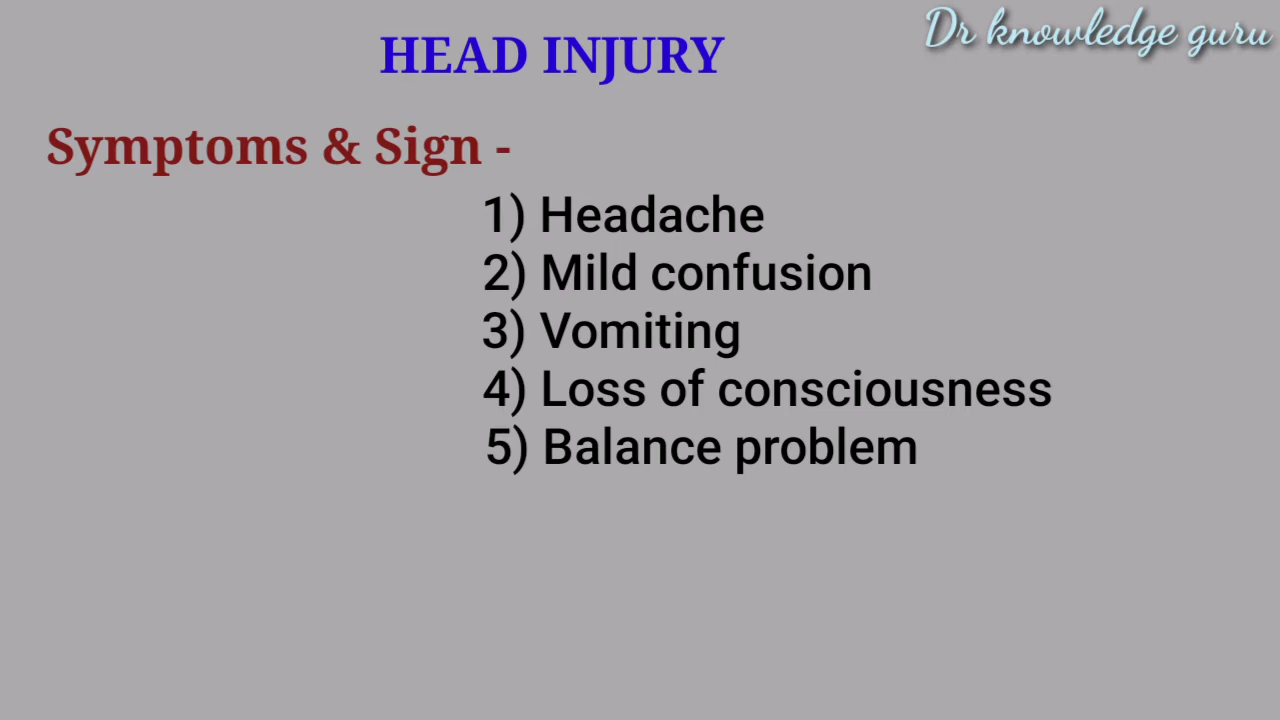 Dr knowledge guru
HEAD INJURY
Symptoms & Sign -
1) Headache
2) Mild confusion
3) Vomiting
4) Loss of consciousness
5) Balance problem